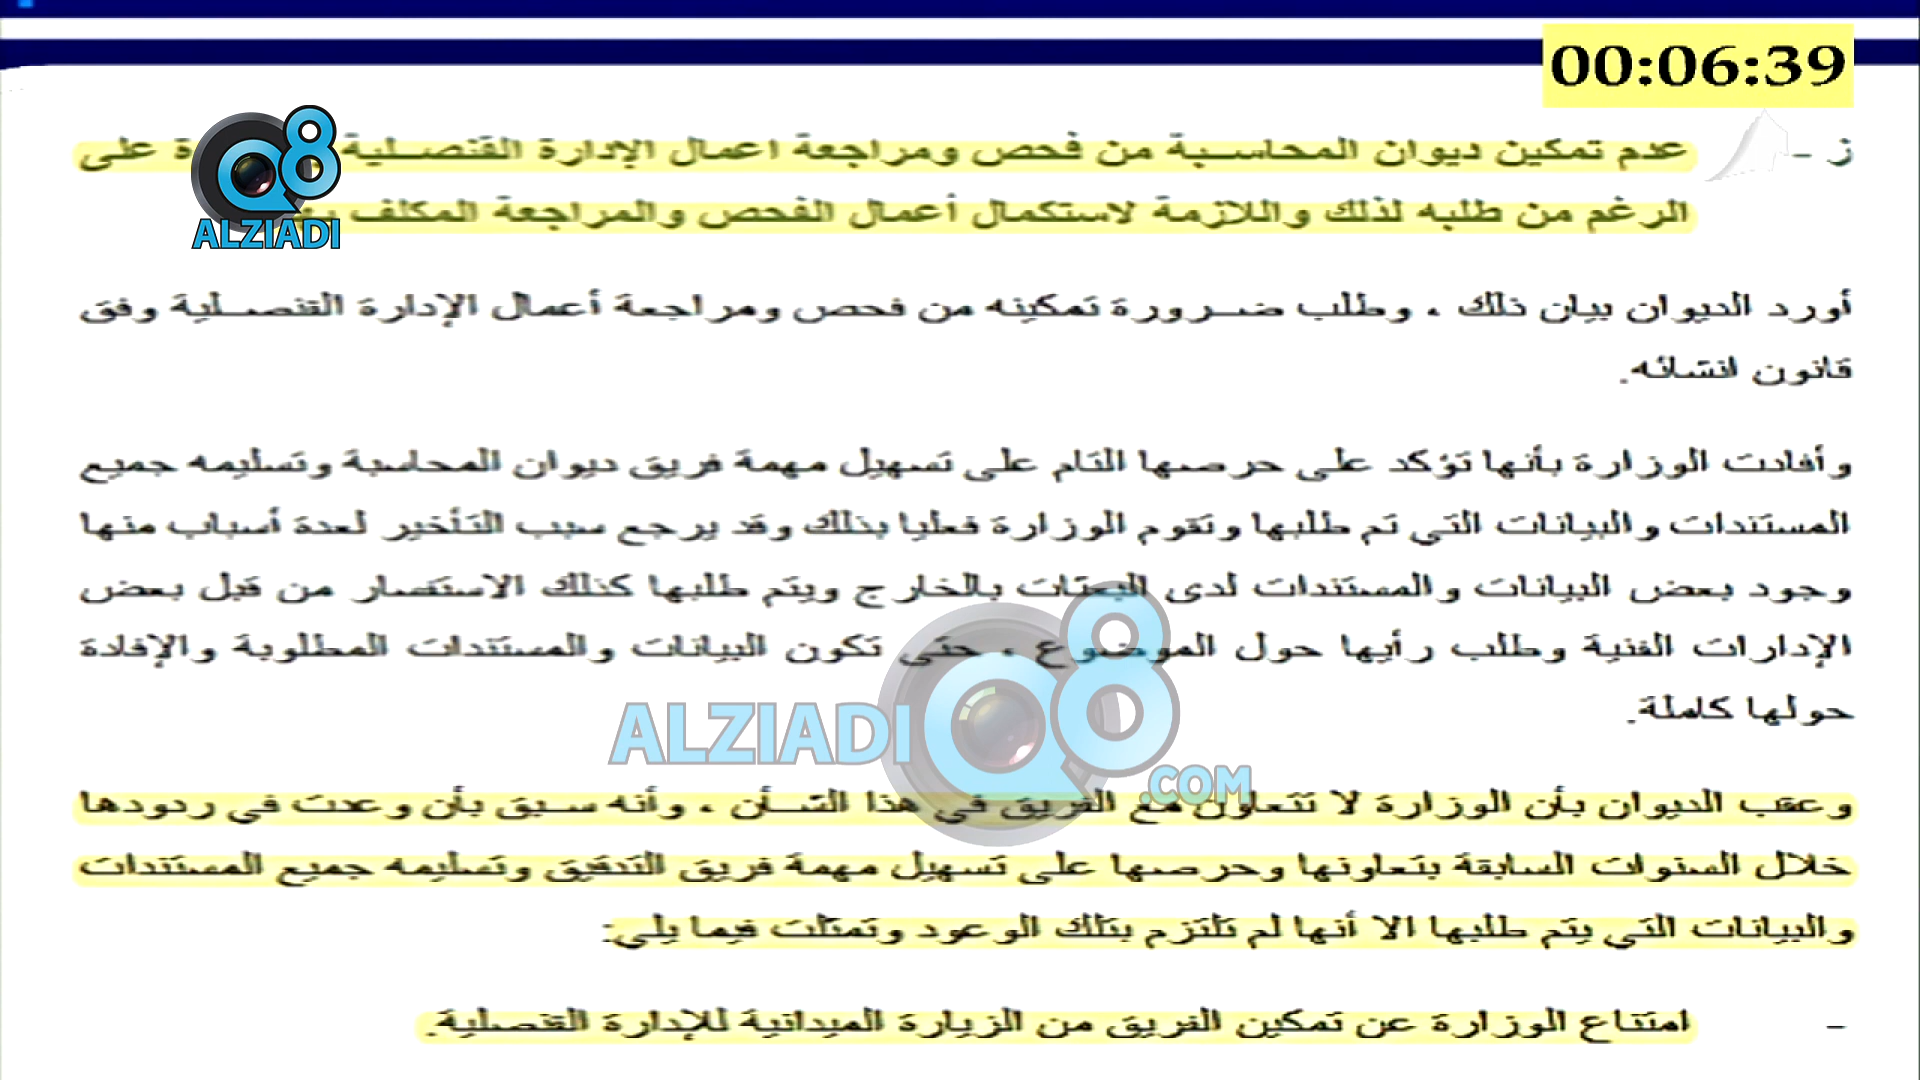 00:06:39
ز - عدم تمكين ديوان المحاسبة من فحص ومراجعة اعمال الإدارة القنصلية على
الرغم من طلبه لذلك واللازمة لاستكمال أعمال الفحص والمراجعة المكلف
Q8
ALZIADI
أورد الديوان بيان ذلك ، وطلب ضرورة تمكينه من فحص ومراجعة أعمال الإدارة القنصلية وفق
قانون انشائه.
وأفادت الوزارة بأنها تؤكد على حرصها التام على تسهيل مهمة فريق ديوان المحاسبة وتسليمه جميع
المستندات والبيانات التي تم طلبها وتقوم الوزارة فعليا بذلك وقد يرجع سبب التأخير لعدة أسباب منها
وجود بعض البيانات والمستندات لدى البعثات بالخارج ويتم طلبها كذلك الاستفسار من قبل بعض
الإدارات الفنية وطلب رأيها حول الموضوع ، حتى تكون البيانات والمستندات المطلوبة والإفادة
حولها كاملة.
ALZIADI Q8 .COM
وعقب الديوان بأن الوزارة لا تتعاون مع الفريق في هذا الشأن ، وأنه سبق بأن وعدت في ردودها
خلال السنوات السابقة بتعاونها وحرصها على تسهيل مهمة فريق التدقيق وتسليمه جميع المستندات
والبيانات التي يتم طلبها الا أنها لم تلتزم بتلك الوعود وتمثلت فيما يلي:
- امتناع الوزارة عن تمكين الفريق من الزيارة الميدانية للإدارة القنصلية.